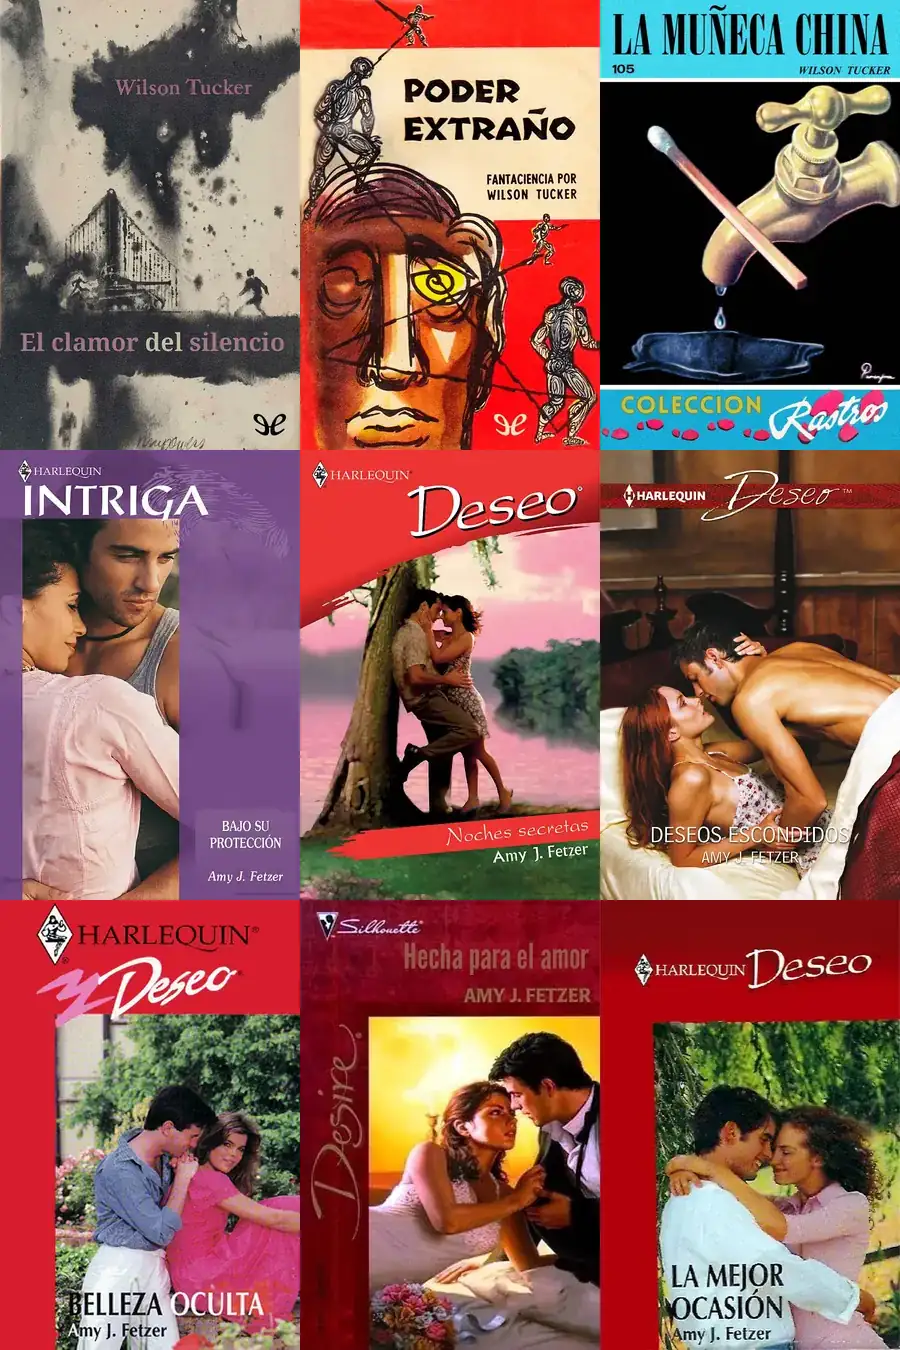 Wilson Tucker
El clamor del silencio
PODER
EXTRAÑO
FANTACIENCIA POR
WILSON TUCKER
LA MUÑECA CHINA
105
WILSON TUCKER
COLECCION
Rastros
HARLEQUIN
INTRIGA
BAJO SU
PROTECCIÓN
Amy J. Fetzer
HARLEQUIN®
Deseo®
Noches secretas
Amy J. Fetzer
HARLEQUIN
Deseo™
DESEOS ESCONDIDOS
AMY J. FETZER
HARLEQUIN®
Deseo®
BELLEZA OCULTA
Amy J. Fetzer
Silhouette®
Hecha para el amor
AMY J. FETZER
Desire®
HARLEQUIN Deseo
LA MEJOR
OCASIÓN
Amy J. Fetzer